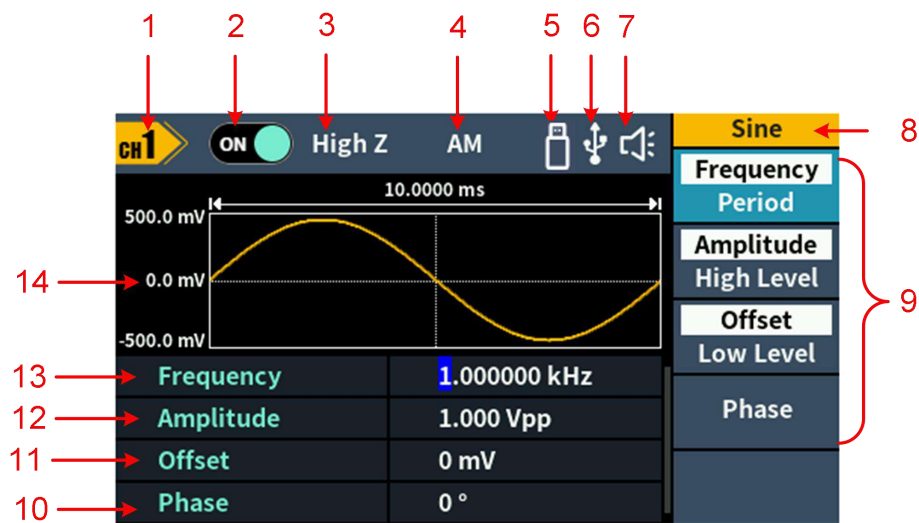 1 2 3 4 5 6 7
CH1 ON High Z AM
Sine
8
10.0000 ms
Frequency
Period
500.0 mV
Amplitude
High Level
14
0.0 mV
9
Offset
Low Level
-500.0 mV
13 Frequency 1.000000 kHz
12 Amplitude 1.000 Vpp
Phase
11 Offset 0 mV
10 Phase 0 °